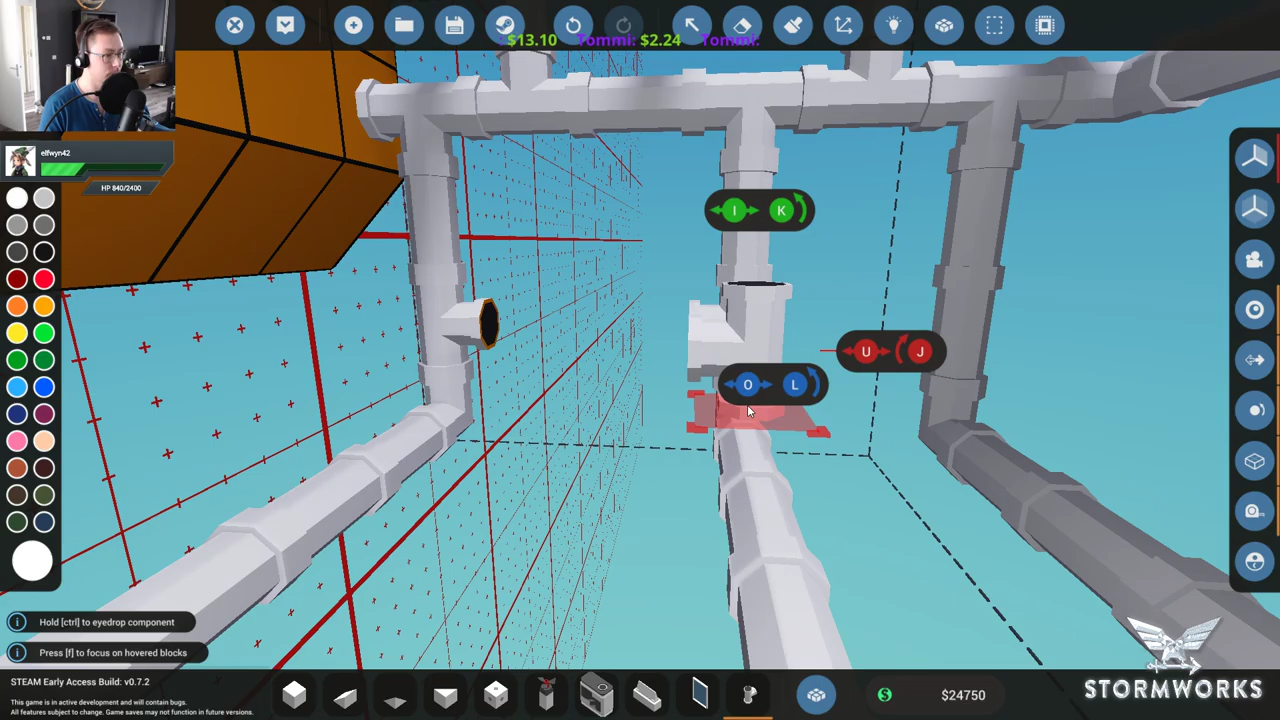 $13.10 Tommi: $2.24 Tommi:
elfwyn42
HP 840/2400
I K
U J
O L
Hold [ctrl] to eyedrop component
Press [f] to focus on hovered blocks
STEAM Early Access Build: v0.7.2
This game is in active development and will contain bugs.
All features subject to change. Game saves may not function in future versions.
$ $24750
STORMWORKS